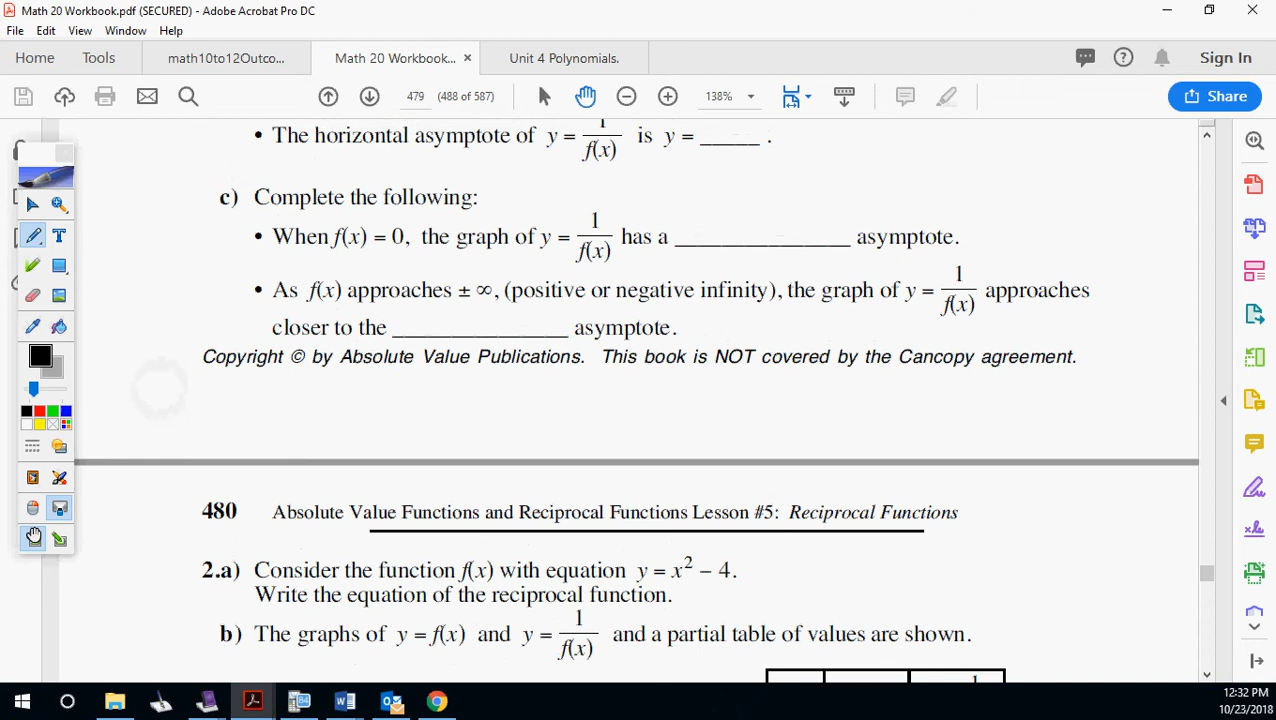 Math 20 Workbook.pdf (SECURED) - Adobe Acrobat Pro DC
File Edit View Window Help
Home Tools math10to12Outco... Math 20 Workbook... × Unit 4 Polynomials.
Sign In
479 (488 of 587) 138% Share
• The horizontal asymptote of y = 1/f(x) is y = _____ .
c) Complete the following:
• When f(x) = 0, the graph of y = 1/f(x) has a _______________ asymptote.
• As f(x) approaches ± ∞, (positive or negative infinity), the graph of y = 1/f(x) approaches
closer to the _______________ asymptote.
Copyright © by Absolute Value Publications. This book is NOT covered by the Cancopy agreement.
480 Absolute Value Functions and Reciprocal Functions Lesson #5: Reciprocal Functions
2.a) Consider the function f(x) with equation y = x² − 4.
Write the equation of the reciprocal function.
b) The graphs of y = f(x) and y = 1/f(x) and a partial table of values are shown.
12:32 PM
10/23/2018